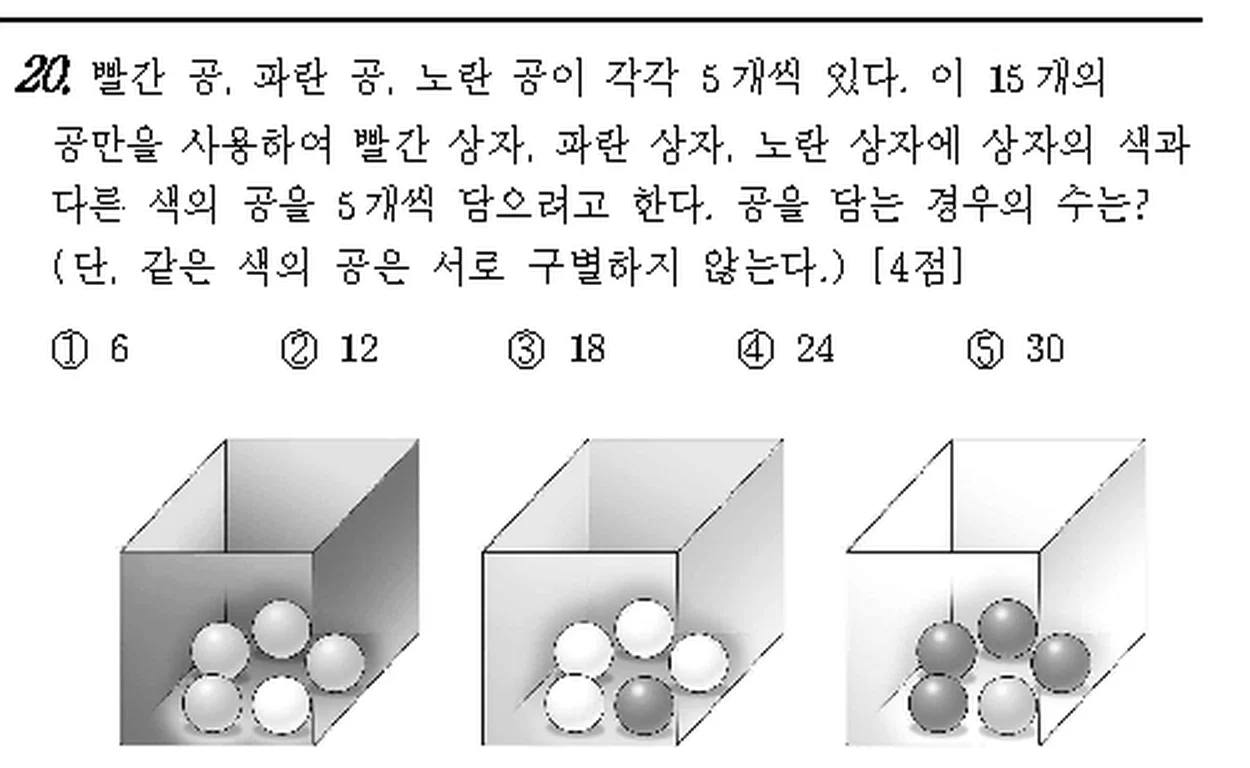 20. 빨간 공, 파란 공, 노란 공이 각각 5개씩 있다. 이 15개의
공만을 사용하여 빨간 상자, 파란 상자, 노란 상자에 상자의 색과
다른 색의 공을 5개씩 담으려고 한다. 공을 담는 경우의 수는?
(단, 같은 색의 공은 서로 구별하지 않는다.) [4점]
① 6 ② 12 ③ 18 ④ 24 ⑤ 30